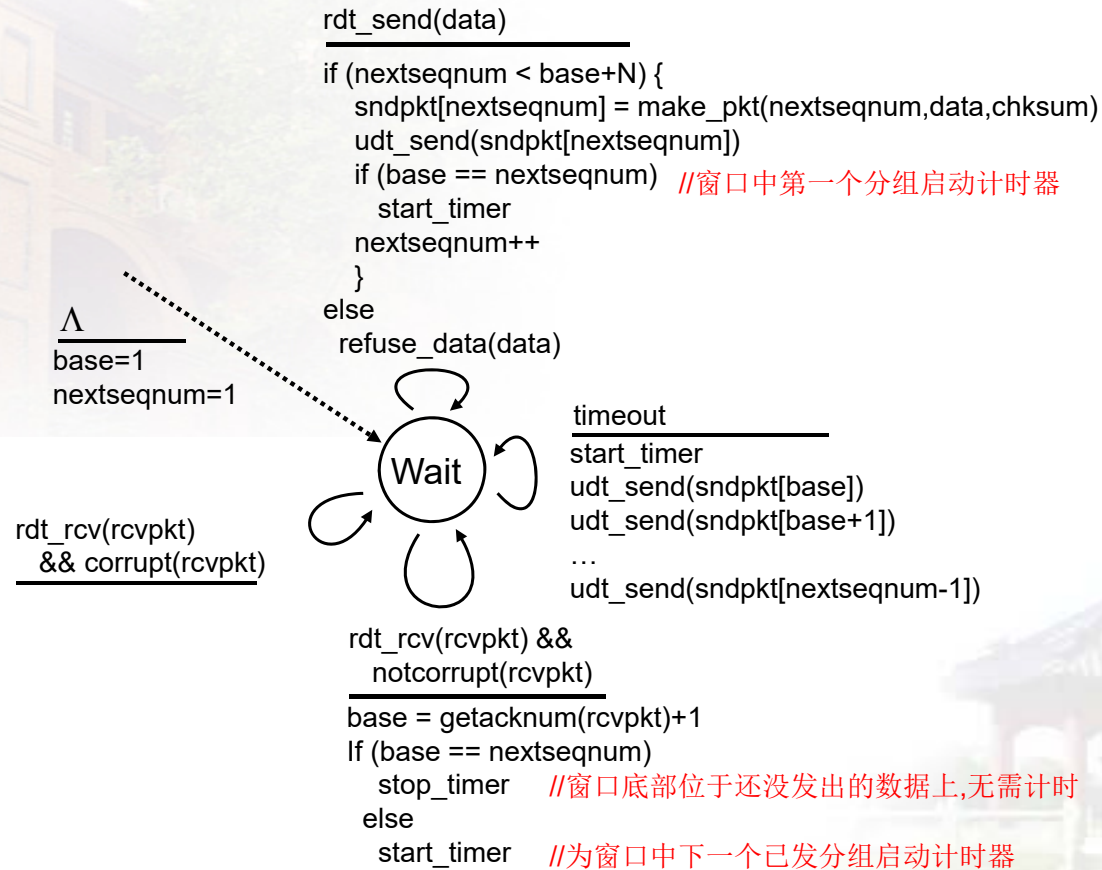 rdt_send(data)
if (nextseqnum < base+N) {
sndpkt[nextseqnum] = make_pkt(nextseqnum,data,chksum)
udt_send(sndpkt[nextseqnum])
if (base == nextseqnum) //窗口中第一个分组启动计时器
start_timer
nextseqnum++
}
else
refuse_data(data)
Λ
base=1
nextseqnum=1
Wait
timeout
start_timer
udt_send(sndpkt[base])
udt_send(sndpkt[base+1])
…
udt_send(sndpkt[nextseqnum-1])
rdt_rcv(rcvpkt)
&& corrupt(rcvpkt)
rdt_rcv(rcvpkt) &&
notcorrupt(rcvpkt)
base = getacknum(rcvpkt)+1
If (base == nextseqnum)
stop_timer //窗口底部位于还没发出的数据上,无需计时
else
start_timer //为窗口中下一个已发分组启动计时器